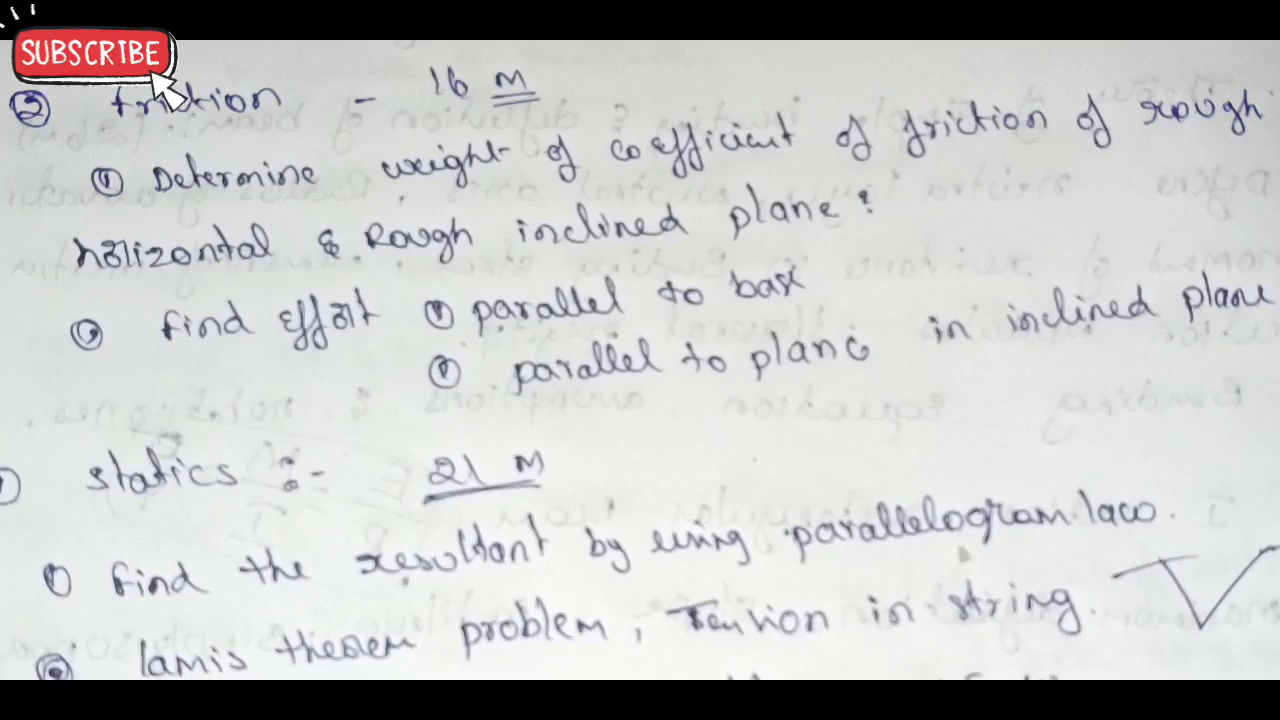 SUBSCRIBE
② friction - 16 M
① Determine weight of coefficient of friction of rough
horizontal & Rough inclined plane?
② find effort ① parallel to base
② parallel to plane in inclined plane
① statics :- 21 M
① find the resultant by using parallelogram law.
② lamis theorem problem, Tension in string.